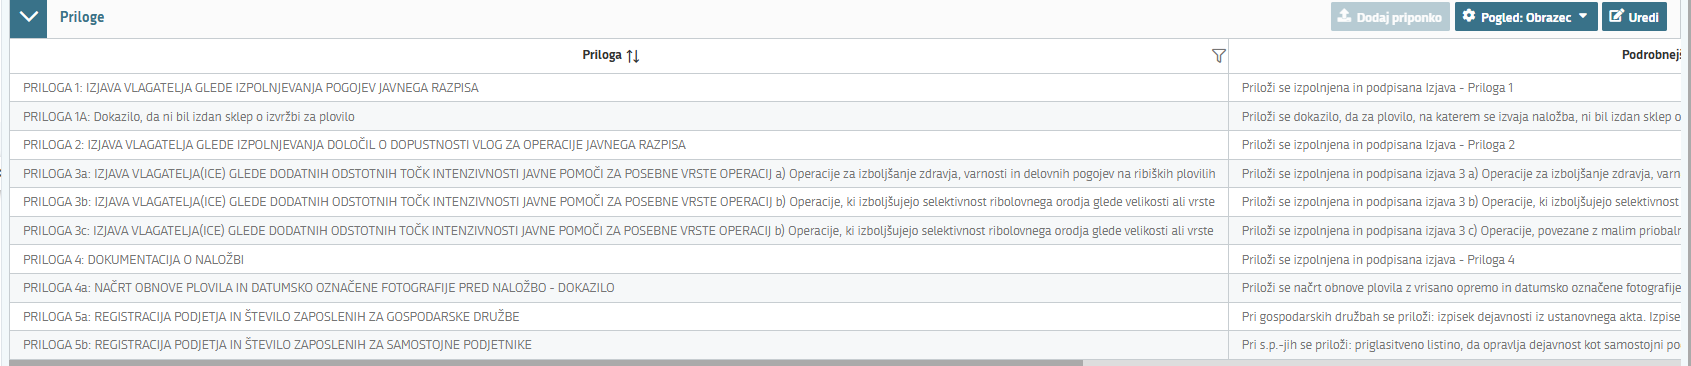 Priloge
Dodaj priponko
Pogled: Obrazec
Uredi
Priloga
PRILOGA 1: IZJAVA VLAGATELJA GLEDE IZPOLNJEVANJA POGOJEV JAVNEGA RAZPISA
Priloži se izpolnjena in podpisana Izjava - Priloga 1
PRILOGA 1A: Dokazilo, da ni bil izdan sklep o izvržbi za plovilo
Priloži se dokazilo, da za plovilo, na katerem se izvaja naložba, ni bil izdan sklep o
PRILOGA 2: IZJAVA VLAGATELJA GLEDE IZPOLNJEVANJA DOLOČIL O DOPUSTNOSTI VLOG ZA OPERACIJE JAVNEGA RAZPISA
Priloži se izpolnjena in podpisana Izjava - Priloga 2
PRILOGA 3a: IZJAVA VLAGATELJA(ICE) GLEDE DODATNIH ODSTOTNIH TOČK INTENZIVNOSTI JAVNE POMOČI ZA POSEBNE VRSTE OPERACIJ a) Operacije za izboljšanje zdravja, varnosti in delovnih pogojev na ribiških plovilih
Priloži se izpolnjena in podpisana izjava 3 a) Operacije za izboljšanje zdravja,
PRILOGA 3b: IZJAVA VLAGATELJA(ICE) GLEDE DODATNIH ODSTOTNIH TOČK INTENZIVNOSTI JAVNE POMOČI ZA POSEBNE VRSTE OPERACIJ b) Operacije, ki izboljšujejo selektivnost ribolovnega orodja glede velikosti ali vrste
Priloži se izpolnjena in podpisana izjava 3 b) Operacije, ki izboljšujejo selektivnost
PRILOGA 3c: IZJAVA VLAGATELJA(ICE) GLEDE DODATNIH ODSTOTNIH TOČK INTENZIVNOSTI JAVNE POMOČI ZA POSEBNE VRSTE OPERACIJ b) Operacije, ki izboljšujejo selektivnost ribolovnega orodja glede velikosti ali vrste
Priloži se izpolnjena in podpisana izjava 3 c) Operacije, povezane z malim
PRILOGA 4: DOKUMENTACIJA O NALOŽBI
Priloži se izpolnjena in podpisana izjava - Priloga 4
PRILOGA 4a: NAČRT OBNOVE PLOVILA IN DATUMSKO OZNAČENE FOTOGRAFIJE PRED NALOŽBO - DOKAZILO
Priloži se načrt obnove plovila z vrisano opremo in datumsko označene fotografije
PRILOGA 5a: REGISTRACIJA PODJETJA IN ŠTEVILO ZAPOSLENIH ZA GOSPODARSKE DRUŽBE
Pri gospodarskih družbah se priloži: izpisek dejavnosti iz ustanovnega akta.
PRILOGA 5b: REGISTRACIJA PODJETJA IN ŠTEVILO ZAPOSLENIH ZA SAMOSTOJNE PODJETNIKE
Pri s.p.-jih se priloži: priglasitveno listino, da opravlja dejavnost kot samostojni